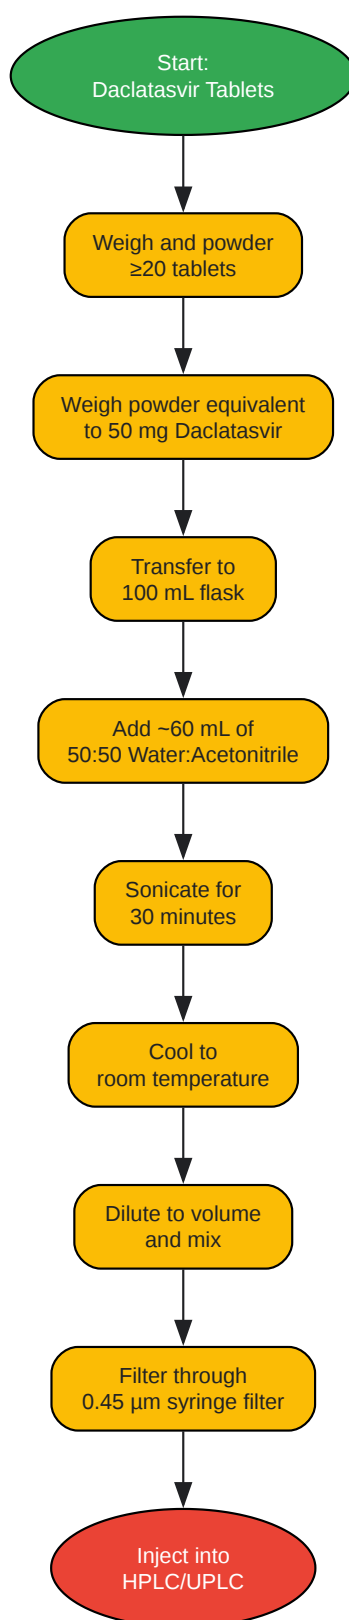 Start:
Daclatasvir Tablets
Weigh and powder
≥20 tablets
Weigh powder equivalent
to 50 mg Daclatasvir
Transfer to
100 mL flask
Add ~60 mL of
50:50 Water:Acetonitrile
Sonicate for
30 minutes
Cool to
room temperature
Dilute to volume
and mix
Filter through
0.45 µm syringe filter
Inject into
HPLC/UPLC